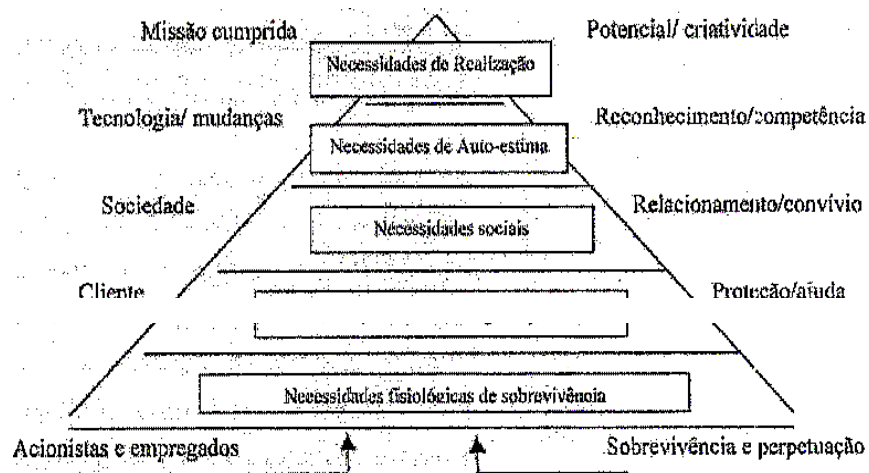 Missão cumprida Potencial/ criatividade
Necessidades de Realização
Tecnologia/ mudanças Reconhecimento/competência
Necessidades de Auto-estima
Sociedade Relacionamento/convívio
Necessidades sociais
Cliente Proteção/ajuda
Necessidades fisiológicas de sobrevivência
Acionistas e empregados Sobrevivência e perpetuação